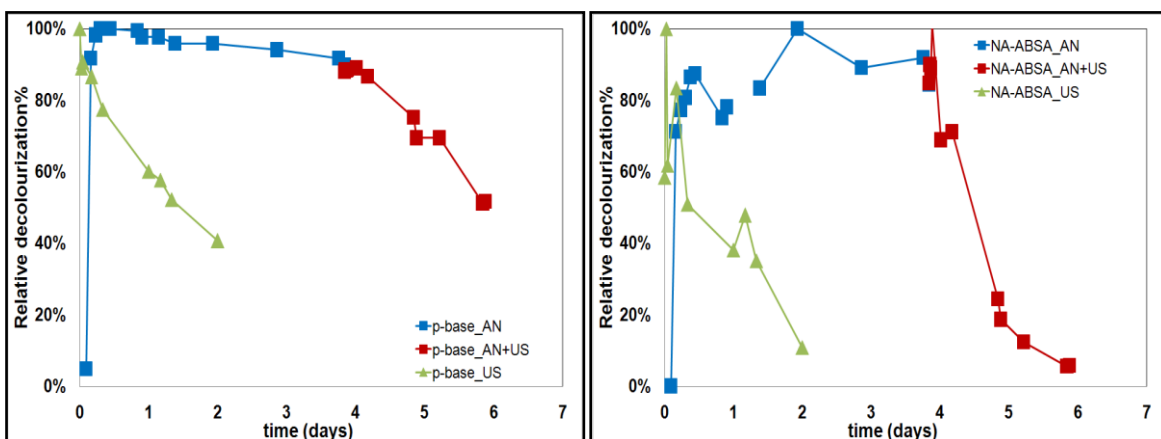 Relative decolourization%
100%
80%
60%
40%
20%
0%
p-base_AN
p-base_AN+US
p-base_US
0 1 2 3 4 5 6 7
time (days)
Relative decolourization%
100%
80%
60%
40%
20%
0%
NA-ABSA_AN
NA-ABSA_AN+US
NA-ABSA_US
0 1 2 3 4 5 6 7
time (days)